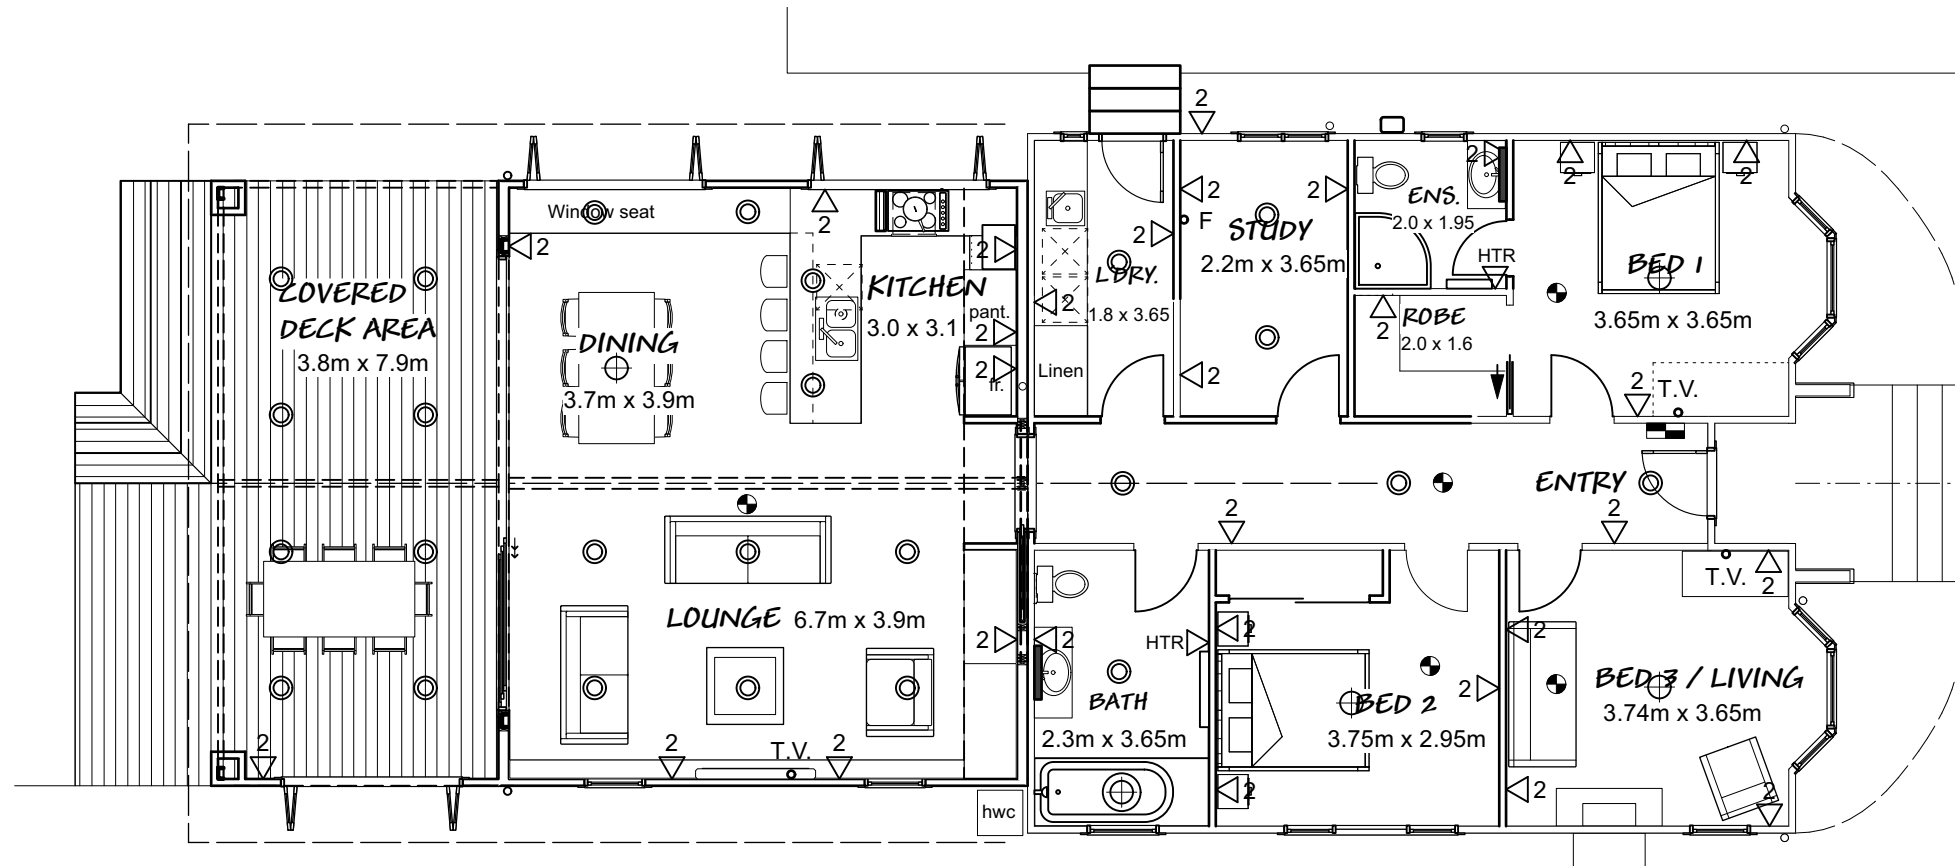 2
2
Window seat
2
2
2
2
2
F
2
ENS.
2.0 x 1.95
2
2
STUDY
2.2m x 3.65m
HTR
BED 1
3.65m x 3.65m
COVERED
DECK AREA
3.8m x 7.9m
KITCHEN
3.0 x 3.1
2
pant.
2
2
fr.
LDRY.
1.8 x 3.65
2
Linen
2
2
ROBE
2.0 x 1.6
DINING
3.7m x 3.9m
2
T.V.
ENTRY
2
2
T.V.
2
LOUNGE 6.7m x 3.9m
2
2
HTR
2
2
BATH
2.3m x 3.65m
2
BED 2
3.75m x 2.95m
BED 3 / LIVING
3.74m x 3.65m
2
2
T.V.
2
2
2
2
hwc